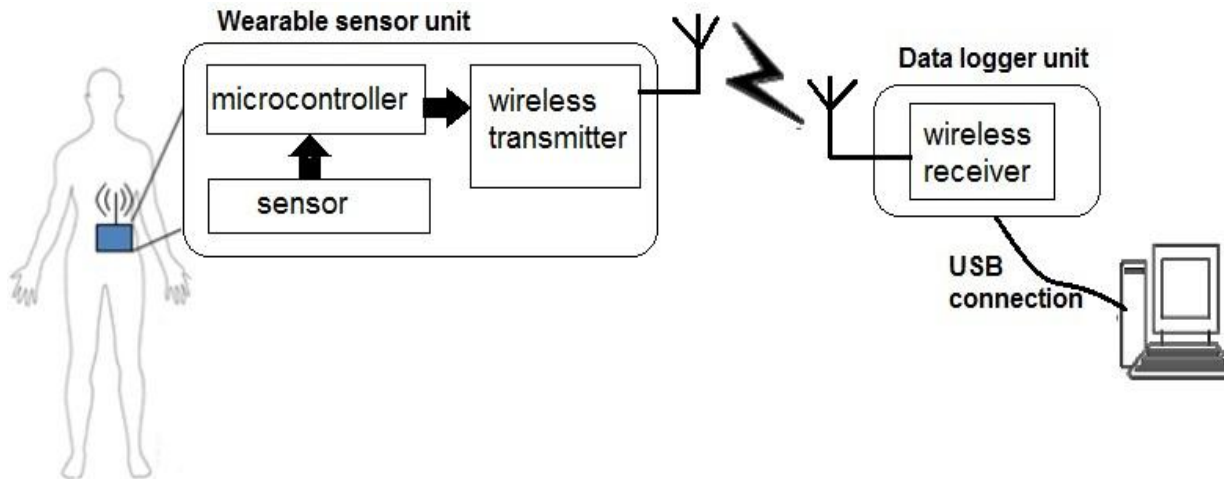 Wearable sensor unit
microcontroller
wireless
transmitter
sensor
Data logger unit
wireless
receiver
USB
connection